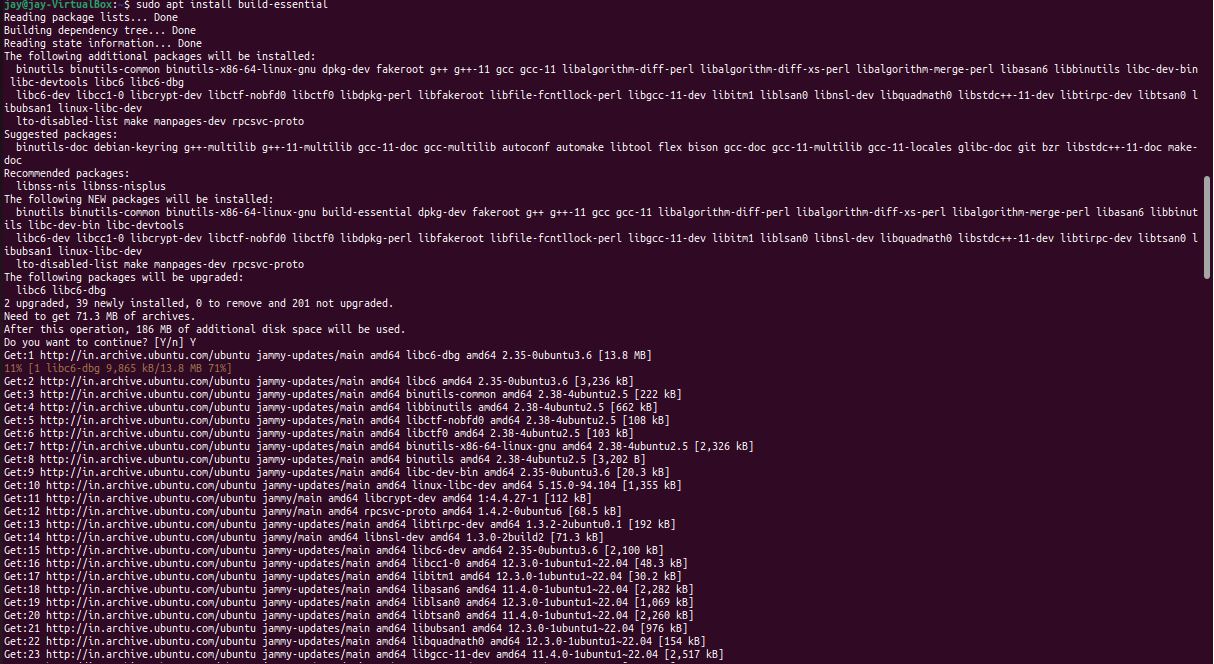 jay@jay-VirtualBox:~$ sudo apt install build-essential
Reading package lists... Done
Building dependency tree... Done
Reading state information... Done
The following additional packages will be installed:
  binutils binutils-common binutils-x86-64-linux-gnu dpkg-dev fakeroot g++ g++-11 gcc gcc-11 libalgorithm-diff-perl libalgorithm-diff-xs-perl libalgorithm-merge-perl libasan6 libbinutils libc-dev-bin
 libc-devtools libc6 libc6-dbg
  libc6-dev libcc1-0 libcrypt-dev libctf-nobfd0 libctf0 libdpkg-perl libfakeroot libfile-fcntllock-perl libgcc-11-dev libitm1 liblsan0 libnsl-dev libquadmath0 libstdc++-11-dev libtirpc-dev libtsan0 l
ibubsan1 linux-libc-dev
  lto-disabled-list make manpages-dev rpcsvc-proto
Suggested packages:
  binutils-doc debian-keyring g++-multilib g++-11-multilib gcc-11-doc gcc-multilib autoconf automake libtool flex bison gcc-doc gcc-11-multilib gcc-11-locales glibc-doc git bzr libstdc++-11-doc make-
doc
Recommended packages:
  libnss-nis libnss-nisplus
The following NEW packages will be installed:
  binutils binutils-common binutils-x86-64-linux-gnu build-essential dpkg-dev fakeroot g++ g++-11 gcc gcc-11 libalgorithm-diff-perl libalgorithm-diff-xs-perl libalgorithm-merge-perl libasan6 libbinut
ils libc-dev-bin libc-devtools
  libc6-dev libcc1-0 libcrypt-dev libctf-nobfd0 libctf0 libdpkg-perl libfakeroot libfile-fcntllock-perl libgcc-11-dev libitm1 liblsan0 libnsl-dev libquadmath0 libstdc++-11-dev libtirpc-dev libtsan0 l
ibubsan1 linux-libc-dev
  lto-disabled-list make manpages-dev rpcsvc-proto
The following packages will be upgraded:
  libc6 libc6-dbg
2 upgraded, 39 newly installed, 0 to remove and 201 not upgraded.
Need to get 71.3 MB of archives.
After this operation, 186 MB of additional disk space will be used.
Do you want to continue? [Y/n] Y
Get:1 http://in.archive.ubuntu.com/ubuntu jammy-updates/main amd64 libc6-dbg amd64 2.35-0ubuntu3.6 [13.8 MB]
11% [1 libc6-dbg 9,865 kB/13.8 MB 71%]
Get:2 http://in.archive.ubuntu.com/ubuntu jammy-updates/main amd64 libc6 amd64 2.35-0ubuntu3.6 [3,236 kB]
Get:3 http://in.archive.ubuntu.com/ubuntu jammy-updates/main amd64 binutils-common amd64 2.38-4ubuntu2.5 [222 kB]
Get:4 http://in.archive.ubuntu.com/ubuntu jammy-updates/main amd64 libbinutils amd64 2.38-4ubuntu2.5 [662 kB]
Get:5 http://in.archive.ubuntu.com/ubuntu jammy-updates/main amd64 libctf-nobfd0 amd64 2.38-4ubuntu2.5 [108 kB]
Get:6 http://in.archive.ubuntu.com/ubuntu jammy-updates/main amd64 libctf0 amd64 2.38-4ubuntu2.5 [103 kB]
Get:7 http://in.archive.ubuntu.com/ubuntu jammy-updates/main amd64 binutils-x86-64-linux-gnu amd64 2.38-4ubuntu2.5 [2,326 kB]
Get:8 http://in.archive.ubuntu.com/ubuntu jammy-updates/main amd64 binutils amd64 2.38-4ubuntu2.5 [3,202 B]
Get:9 http://in.archive.ubuntu.com/ubuntu jammy-updates/main amd64 libc-dev-bin amd64 2.35-0ubuntu3.6 [20.3 kB]
Get:10 http://in.archive.ubuntu.com/ubuntu jammy-updates/main amd64 linux-libc-dev amd64 5.15.0-94.104 [1,355 kB]
Get:11 http://in.archive.ubuntu.com/ubuntu jammy/main amd64 libcrypt-dev amd64 1:4.4.27-1 [112 kB]
Get:12 http://in.archive.ubuntu.com/ubuntu jammy/main amd64 rpcsvc-proto amd64 1.4.2-0ubuntu6 [68.5 kB]
Get:13 http://in.archive.ubuntu.com/ubuntu jammy-updates/main amd64 libtirpc-dev amd64 1.3.2-2ubuntu0.1 [192 kB]
Get:14 http://in.archive.ubuntu.com/ubuntu jammy/main amd64 libnsl-dev amd64 1.3.0-2build2 [71.3 kB]
Get:15 http://in.archive.ubuntu.com/ubuntu jammy-updates/main amd64 libc6-dev amd64 2.35-0ubuntu3.6 [2,100 kB]
Get:16 http://in.archive.ubuntu.com/ubuntu jammy-updates/main amd64 libcc1-0 amd64 12.3.0-1ubuntu1~22.04 [48.3 kB]
Get:17 http://in.archive.ubuntu.com/ubuntu jammy-updates/main amd64 libitm1 amd64 12.3.0-1ubuntu1~22.04 [30.2 kB]
Get:18 http://in.archive.ubuntu.com/ubuntu jammy-updates/main amd64 libasan6 amd64 11.4.0-1ubuntu1~22.04 [2,282 kB]
Get:19 http://in.archive.ubuntu.com/ubuntu jammy-updates/main amd64 liblsan0 amd64 12.3.0-1ubuntu1~22.04 [1,069 kB]
Get:20 http://in.archive.ubuntu.com/ubuntu jammy-updates/main amd64 libtsan0 amd64 11.4.0-1ubuntu1~22.04 [2,260 kB]
Get:21 http://in.archive.ubuntu.com/ubuntu jammy-updates/main amd64 libubsan1 amd64 12.3.0-1ubuntu1~22.04 [976 kB]
Get:22 http://in.archive.ubuntu.com/ubuntu jammy-updates/main amd64 libquadmath0 amd64 12.3.0-1ubuntu1~22.04 [154 kB]
Get:23 http://in.archive.ubuntu.com/ubuntu jammy-updates/main amd64 libgcc-11-dev amd64 11.4.0-1ubuntu1~22.04 [2,517 kB]